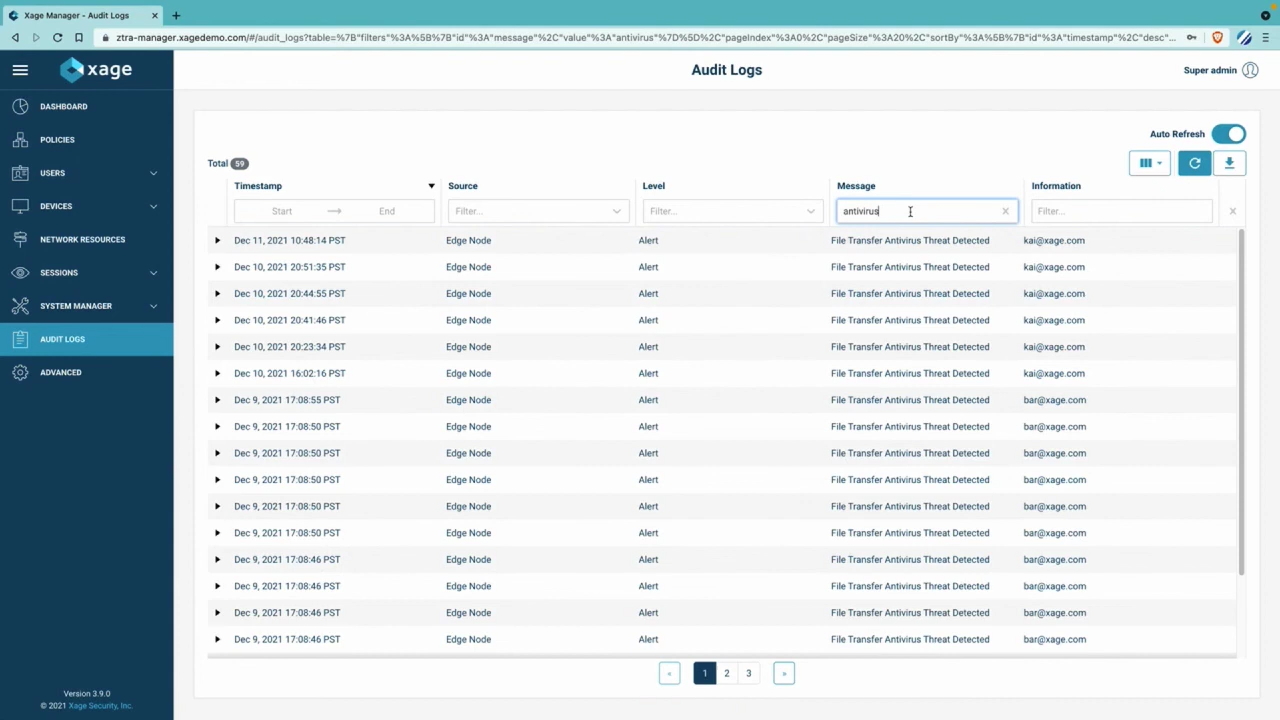 Xage Manager - Audit Logs
ztra-manager.xagedemo.com/#/audit_logs?table=%7B"filters"%3A%5B%7B"id"%3A"message"%2C"value"%3A"antivirus"%7D%5D%2C"pageIndex"%3A0%2C"pageSize"%3A20%2C"sortBy"%3A%5B%7B"id"%3A"timestamp"%2C"desc"...
xage
Audit Logs
Super admin
DASHBOARD
POLICIES
USERS
DEVICES
NETWORK RESOURCES
SESSIONS
SYSTEM MANAGER
AUDIT LOGS
ADVANCED
Version 3.9.0
© 2021 Xage Security, Inc.
Auto Refresh
Total 59
Timestamp Source Level Message Information
Start End Filter... Filter... antivirus Filter...
Dec 11, 2021 10:48:14 PST Edge Node Alert File Transfer Antivirus Threat Detected kai@xage.com
Dec 10, 2021 20:51:35 PST Edge Node Alert File Transfer Antivirus Threat Detected kai@xage.com
Dec 10, 2021 20:44:55 PST Edge Node Alert File Transfer Antivirus Threat Detected kai@xage.com
Dec 10, 2021 20:41:46 PST Edge Node Alert File Transfer Antivirus Threat Detected kai@xage.com
Dec 10, 2021 20:23:34 PST Edge Node Alert File Transfer Antivirus Threat Detected kai@xage.com
Dec 10, 2021 16:02:16 PST Edge Node Alert File Transfer Antivirus Threat Detected kai@xage.com
Dec 9, 2021 17:08:55 PST Edge Node Alert File Transfer Antivirus Threat Detected bar@xage.com
Dec 9, 2021 17:08:50 PST Edge Node Alert File Transfer Antivirus Threat Detected bar@xage.com
Dec 9, 2021 17:08:50 PST Edge Node Alert File Transfer Antivirus Threat Detected bar@xage.com
Dec 9, 2021 17:08:50 PST Edge Node Alert File Transfer Antivirus Threat Detected bar@xage.com
Dec 9, 2021 17:08:50 PST Edge Node Alert File Transfer Antivirus Threat Detected bar@xage.com
Dec 9, 2021 17:08:50 PST Edge Node Alert File Transfer Antivirus Threat Detected bar@xage.com
Dec 9, 2021 17:08:46 PST Edge Node Alert File Transfer Antivirus Threat Detected bar@xage.com
Dec 9, 2021 17:08:46 PST Edge Node Alert File Transfer Antivirus Threat Detected bar@xage.com
Dec 9, 2021 17:08:46 PST Edge Node Alert File Transfer Antivirus Threat Detected bar@xage.com
Dec 9, 2021 17:08:46 PST Edge Node Alert File Transfer Antivirus Threat Detected bar@xage.com
« 1 2 3 »